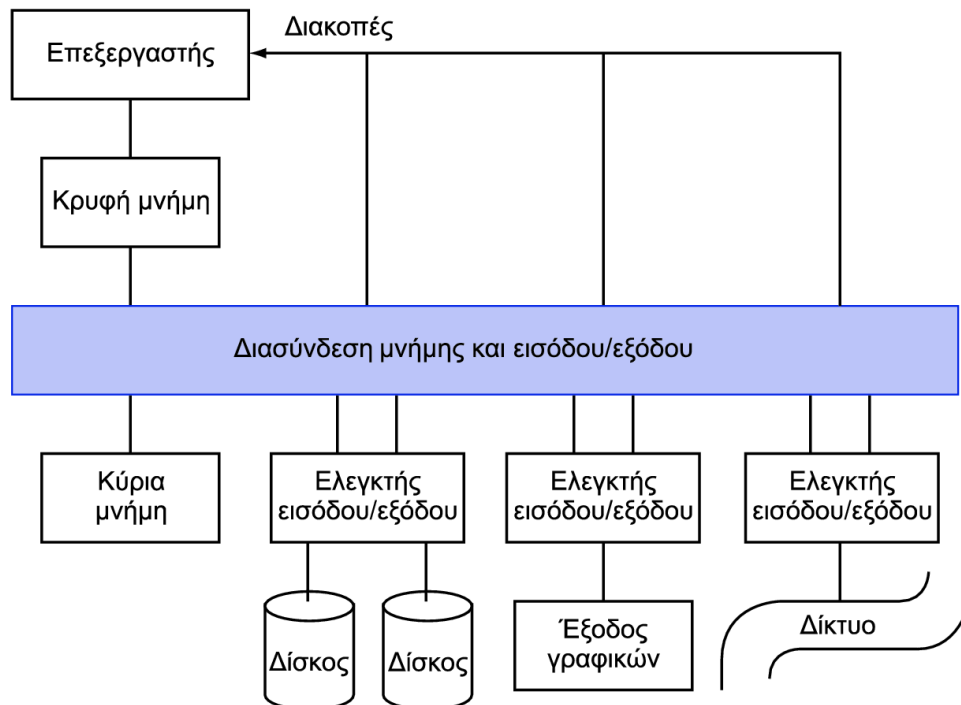 Διακοπές
Επεξεργαστής
Κρυφή μνήμη
Διασύνδεση μνήμης και εισόδου/εξόδου
Κύρια
μνήμη
Ελεγκτής
εισόδου/εξόδου
Ελεγκτής
εισόδου/εξόδου
Ελεγκτής
εισόδου/εξόδου
Δίσκος
Δίσκος
Έξοδος
γραφικών
Δίκτυο